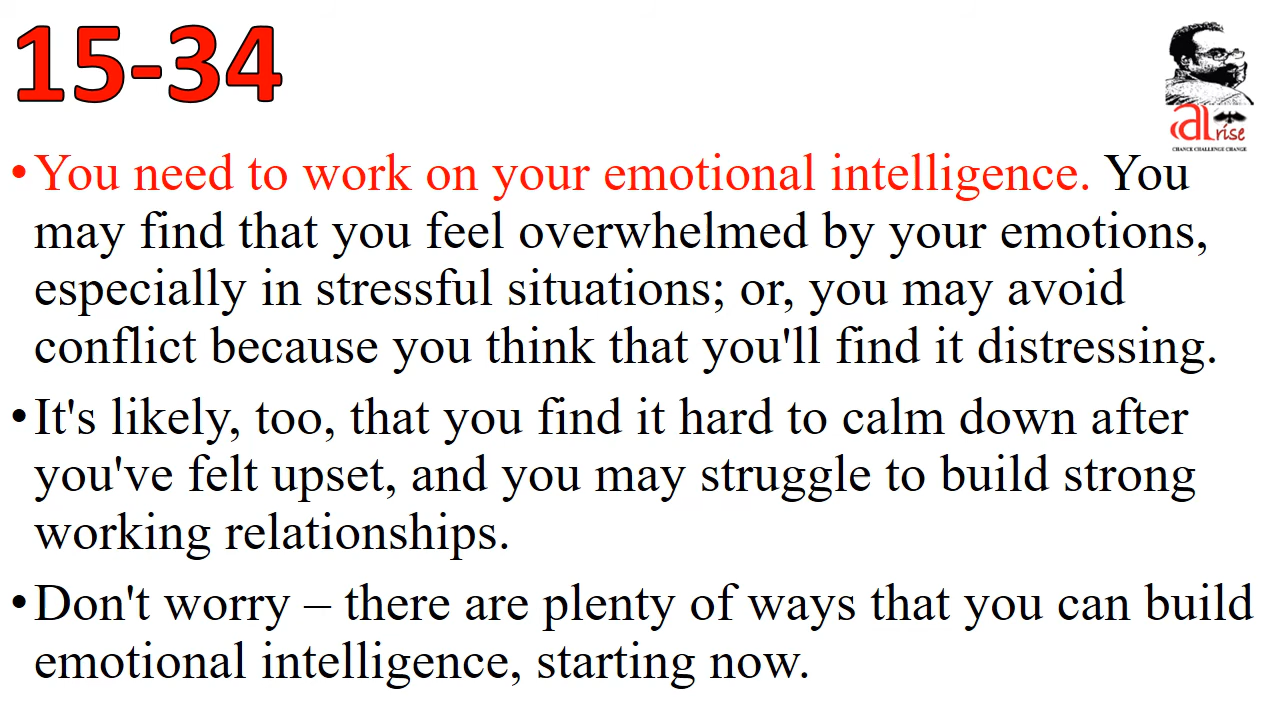 15-34
aLrise
CHANCE CHALLENGE CHANGE
•You need to work on your emotional intelligence. You
may find that you feel overwhelmed by your emotions,
especially in stressful situations; or, you may avoid
conflict because you think that you'll find it distressing.
•It's likely, too, that you find it hard to calm down after
you've felt upset, and you may struggle to build strong
working relationships.
•Don't worry – there are plenty of ways that you can build
emotional intelligence, starting now.